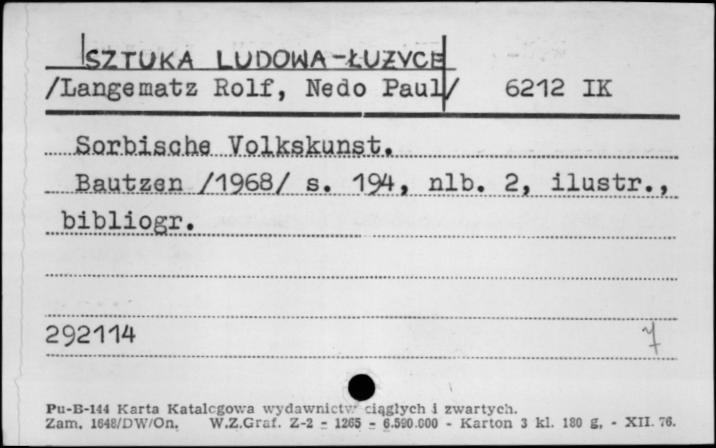 SZTUKA LUDOWA-ŁUŻYCE
/Langematz Rolf, Nedo Paul/ 6212 IK
Sorbische Volkskunst.
Bautzen /1968/ s. 194, nlb. 2, ilustr.,
bibliogr.
292114 7
Pu-B-144 Karta Katalogowa wydawnictw ciągłych i zwartych.
Zam. 1648/DW/On. W.Z.Graf. Z-2 - 1265 - 6.590.000 - Karton 3 kl. 180 g. - XII. 76.